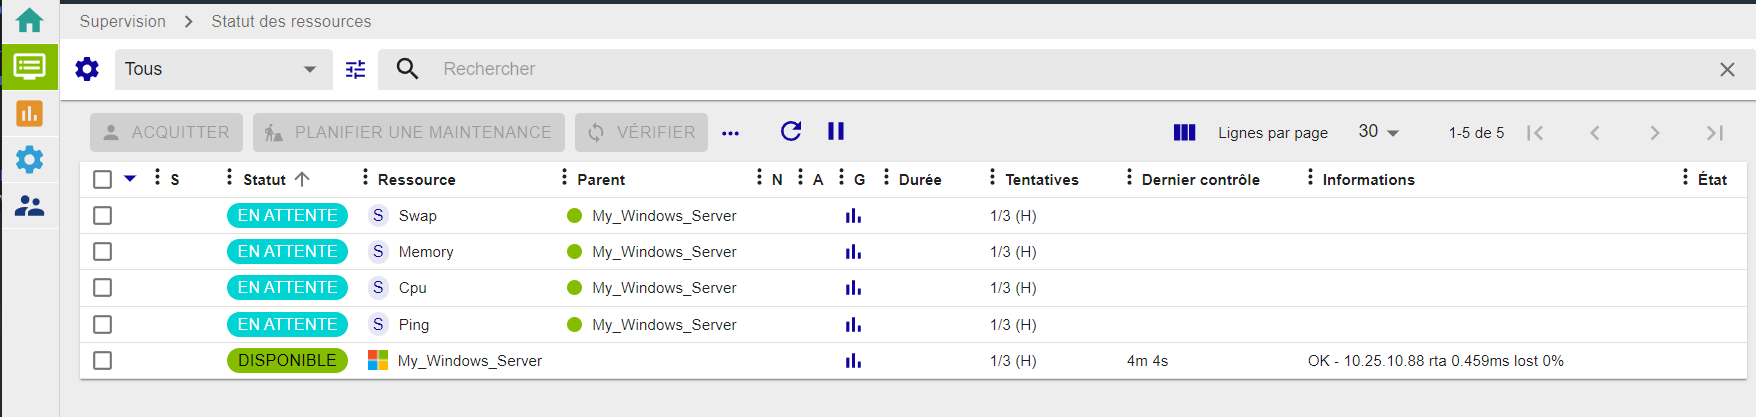 Supervision > Statut des ressources
Tous Rechercher
ACQUITTER PLANIFIER UNE MAINTENANCE VÉRIFIER Lignes par page 30 1-5 de 5
S Statut Ressource Parent N A G Durée Tentatives Dernier contrôle Informations État
EN ATTENTE S Swap My_Windows_Server 1/3 (H)
EN ATTENTE S Memory My_Windows_Server 1/3 (H)
EN ATTENTE S Cpu My_Windows_Server 1/3 (H)
EN ATTENTE S Ping My_Windows_Server 1/3 (H)
DISPONIBLE My_Windows_Server 1/3 (H) 4m 4s OK - 10.25.10.88 rta 0.459ms lost 0%